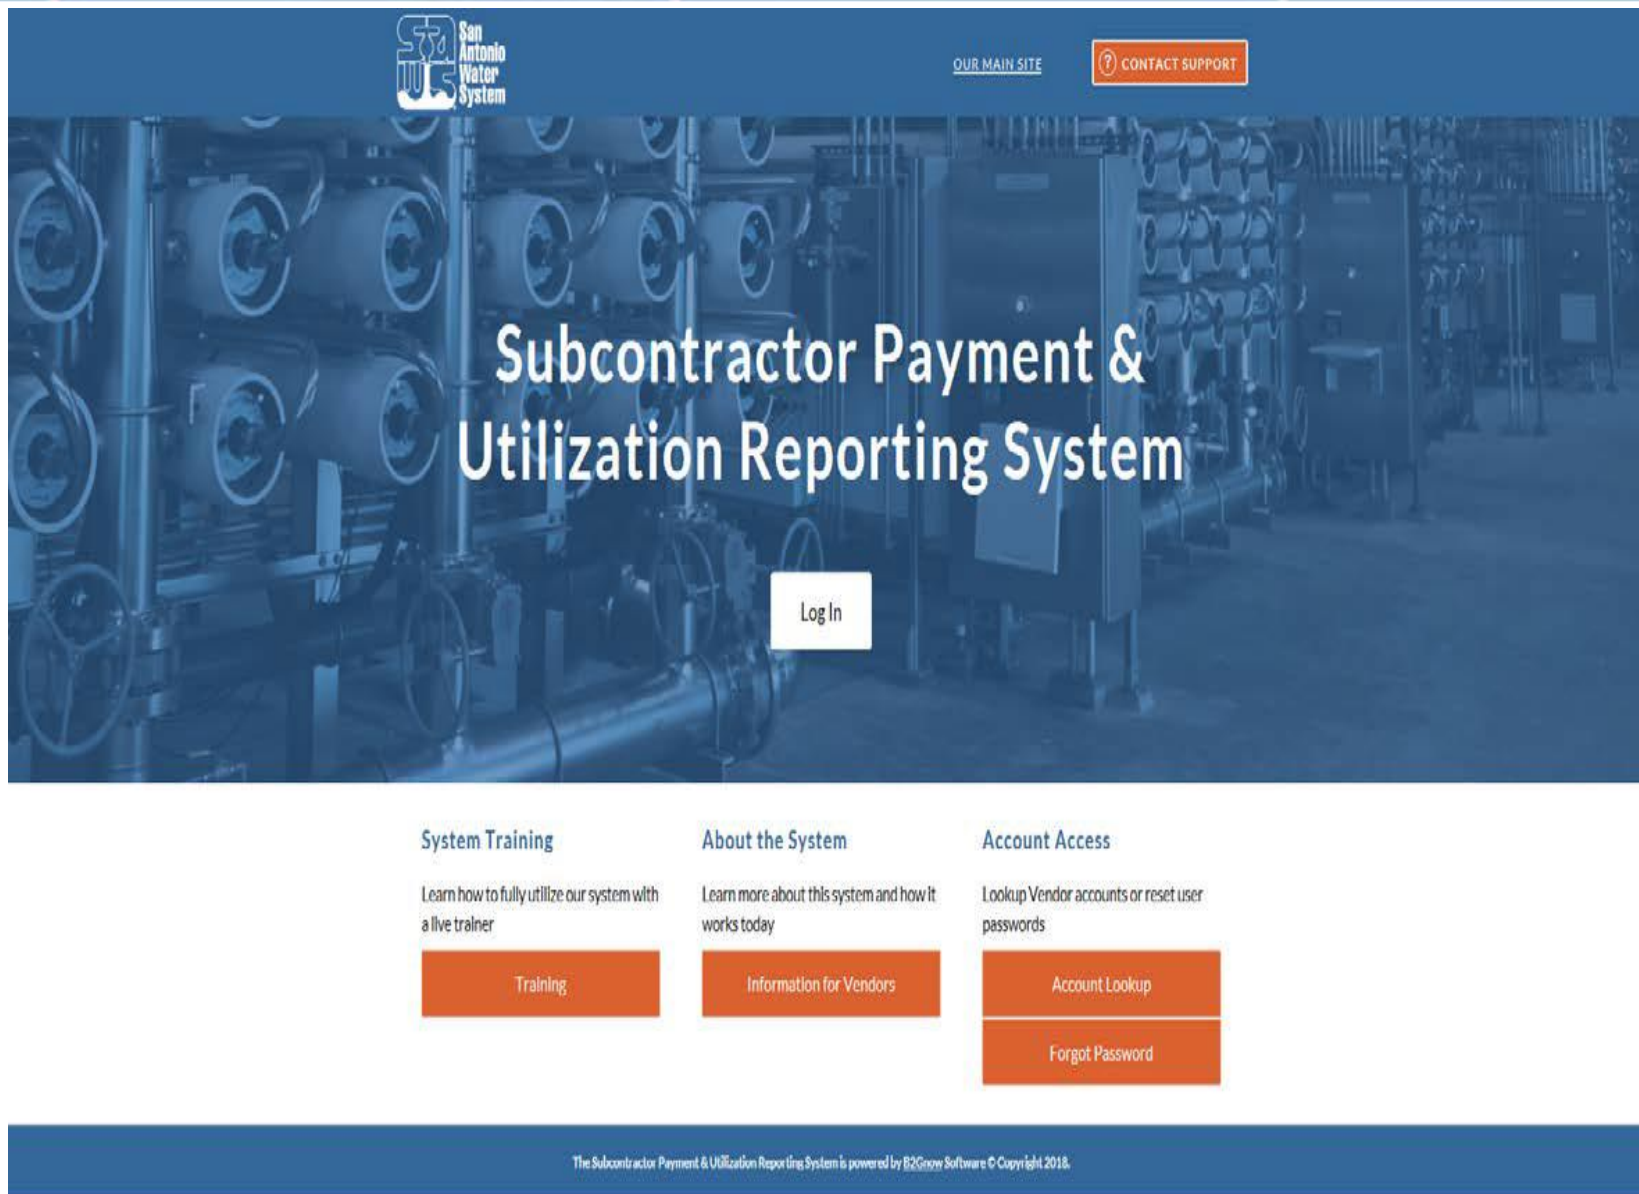 San
Antonio
Water
System
OUR MAIN SITE
? CONTACT SUPPORT
Subcontractor Payment &
Utilization Reporting System
Log In
System Training
Learn how to fully utilize our system with
a live trainer
Training
About the System
Learn more about this system and how it
works today
Information for Vendors
Account Access
Lookup Vendor accounts or reset user
passwords
Account Lookup
Forgot Password
The Subcontractor Payment & Utilization Reporting System is powered by B2Gnow Software © Copyright 2018.